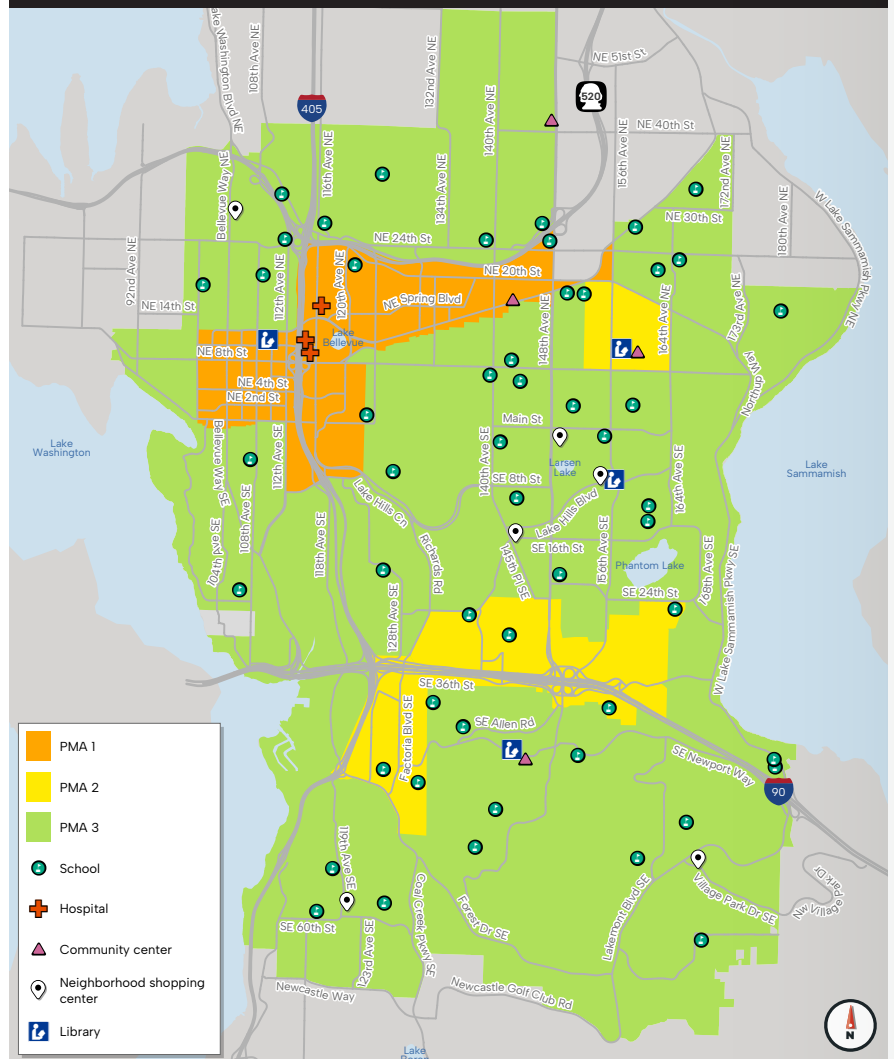 Lake Washington Blvd NE
108th Ave NE
405
132nd Ave NE
140th Ave NE
NE 51st St
520
NE 40th St
156th Ave NE
172nd Ave NE
116th Ave NE
134th Ave NE
Bellevue Way NE
NE 30th St
180th Ave NE
W Lake Sammamish Pkwy NE
NE 24th St
92nd Ave NE
112th Ave NE
120th Ave NE
NE 20th St
NE 14th St
NE Spring Blvd
148th Ave NE
164th Ave NE
173rd Ave NE
Lake
Bellevue
NE 8th St
NE 4th St
NE 2nd St
Northup Way
Main St
Lake
Washington
Bellevue Way SE
112th Ave SE
140th Ave SE
Larsen
Lake
164th Ave SE
Lake
Sammamish
SE 8th St
Lake Hills Cn
Lake Hills Blvd
104th Ave SE
108th Ave SE
118th Ave SE
Richards Rd
145th Pl SE
SE 16th St
156th Ave SE
Phantom Lake
168th Ave SE
W Lake Sammamish Pkwy SE
128th Ave SE
SE 24th St
SE 36th St
Factoria Blvd SE
SE Allen Rd
SE Newport Way
90
119th Ave SE
Coal Creek Pkwy SE
Forest Dr SE
Lakemont Blvd SE
Village Park Dr SE
NW Village Park Dr
SE 60th St
123rd Ave SE
Newcastle Way
Newcastle Golf Club Rd
Lake
PMA 1
PMA 2
PMA 3
School
Hospital
Community center
Neighborhood shopping
center
Library
N